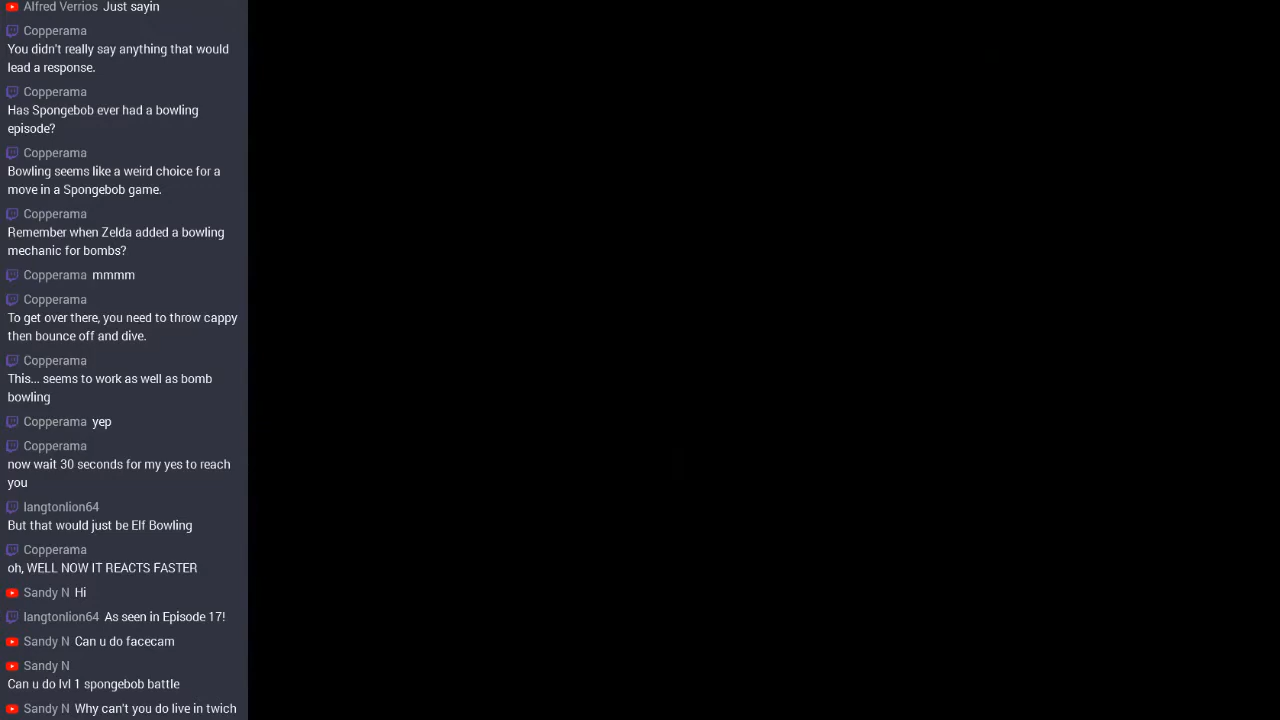 Alfred Verrios Just sayin
Copperama
You didn't really say anything that would
lead a response.
Copperama
Has Spongebob ever had a bowling
episode?
Copperama
Bowling seems like a weird choice for a
move in a Spongebob game.
Copperama
Remember when Zelda added a bowling
mechanic for bombs?
Copperama mmmm
Copperama
To get over there, you need to throw cappy
then bounce off and dive.
Copperama
This... seems to work as well as bomb
bowling
Copperama yep
Copperama
now wait 30 seconds for my yes to reach
you
langtonlion64
But that would just be Elf Bowling
Copperama
oh, WELL NOW IT REACTS FASTER
Sandy N Hi
langtonlion64 As seen in Episode 17!
Sandy N Can u do facecam
Sandy N
Can u do lvl 1 spongebob battle
Sandy N Why can't you do live in twich